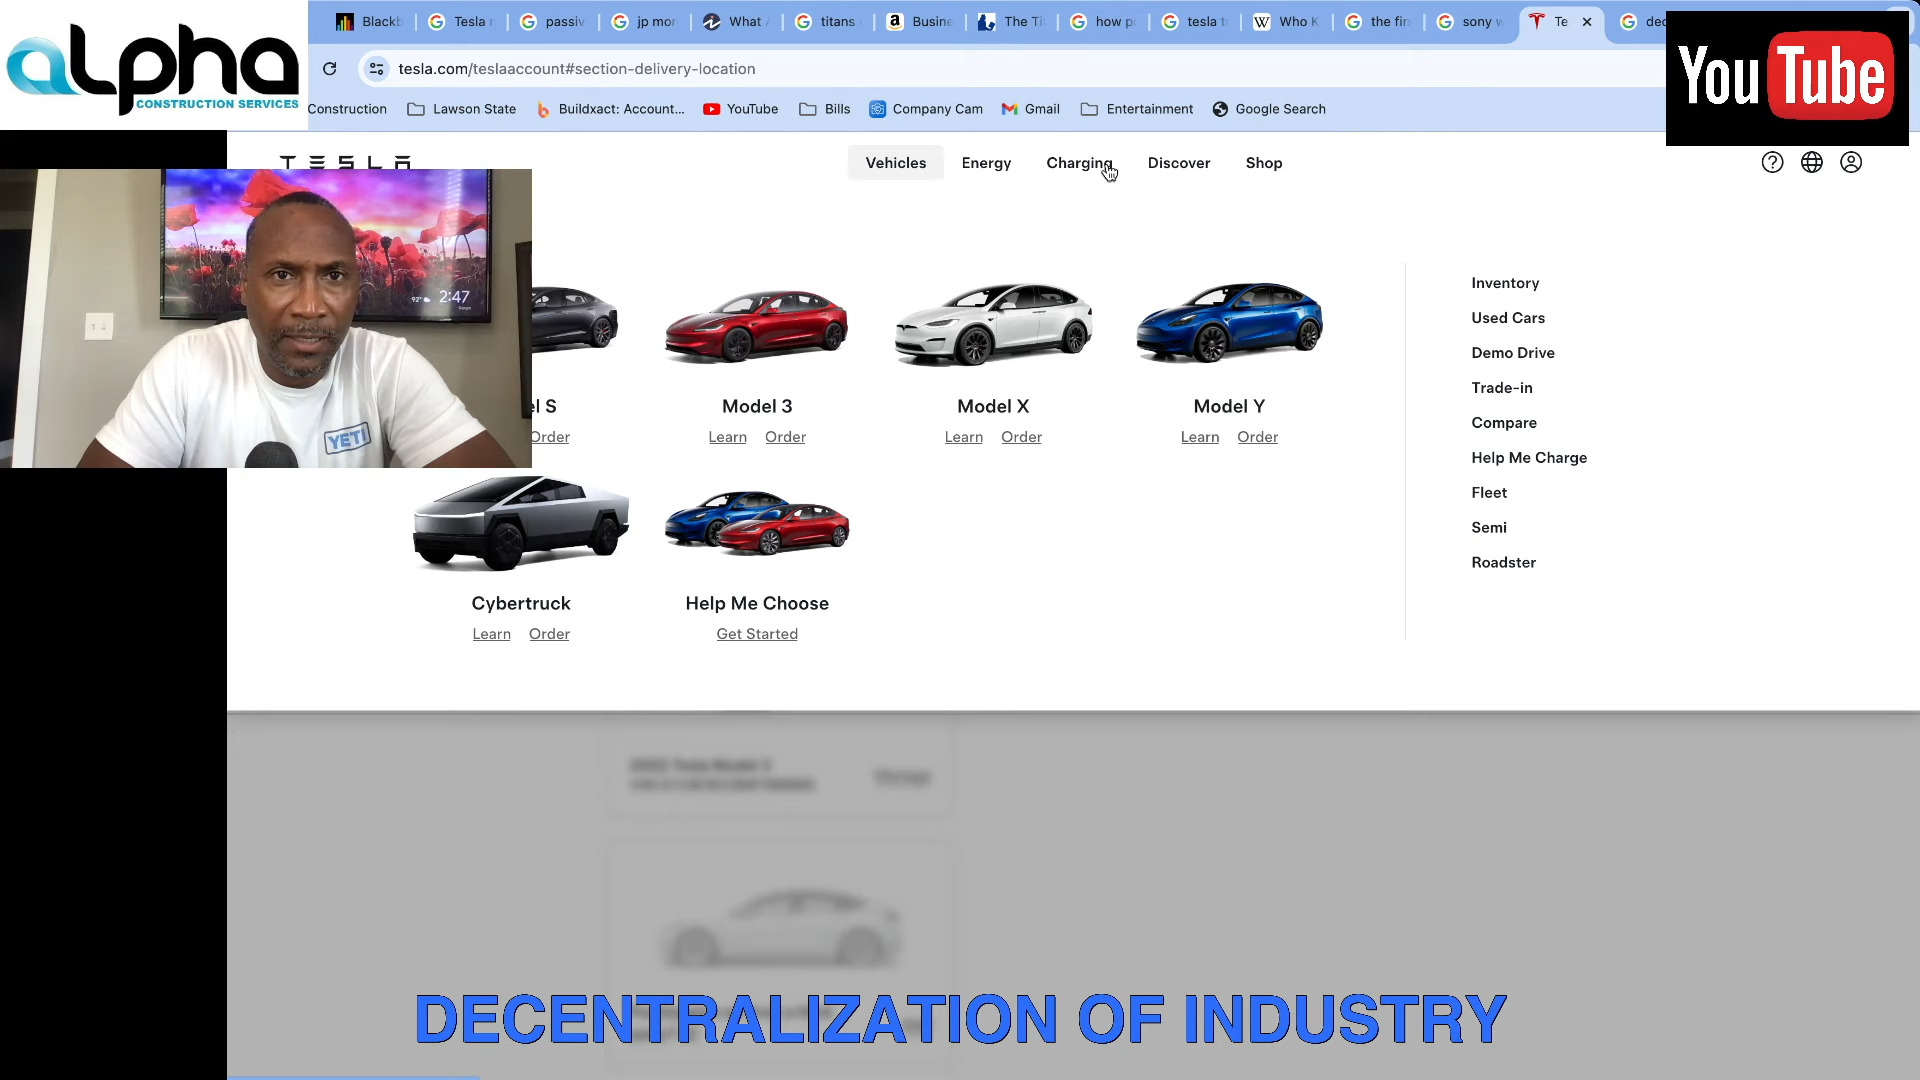 aLpha
CONSTRUCTION SERVICES
Blackb
Tesla r
passiv
jp mor
What
titans
Busine
The Ti
how p
tesla t
Who K
the fir
sony w
Te
dec
tesla.com/teslaaccount#section-delivery-location
YouTube
Construction
Lawson State
Buildxact: Account...
YouTube
Bills
Company Cam
Gmail
Entertainment
Google Search
TESLA
Vehicles
Energy
Charging
Discover
Shop
92°
2:47
YETI
el S
Order
Model 3
Learn Order
Model X
Learn Order
Model Y
Learn Order
Cybertruck
Learn Order
Help Me Choose
Get Started
Inventory
Used Cars
Demo Drive
Trade-in
Compare
Help Me Charge
Fleet
Semi
Roadster
DECENTRALIZATION OF INDUSTRY